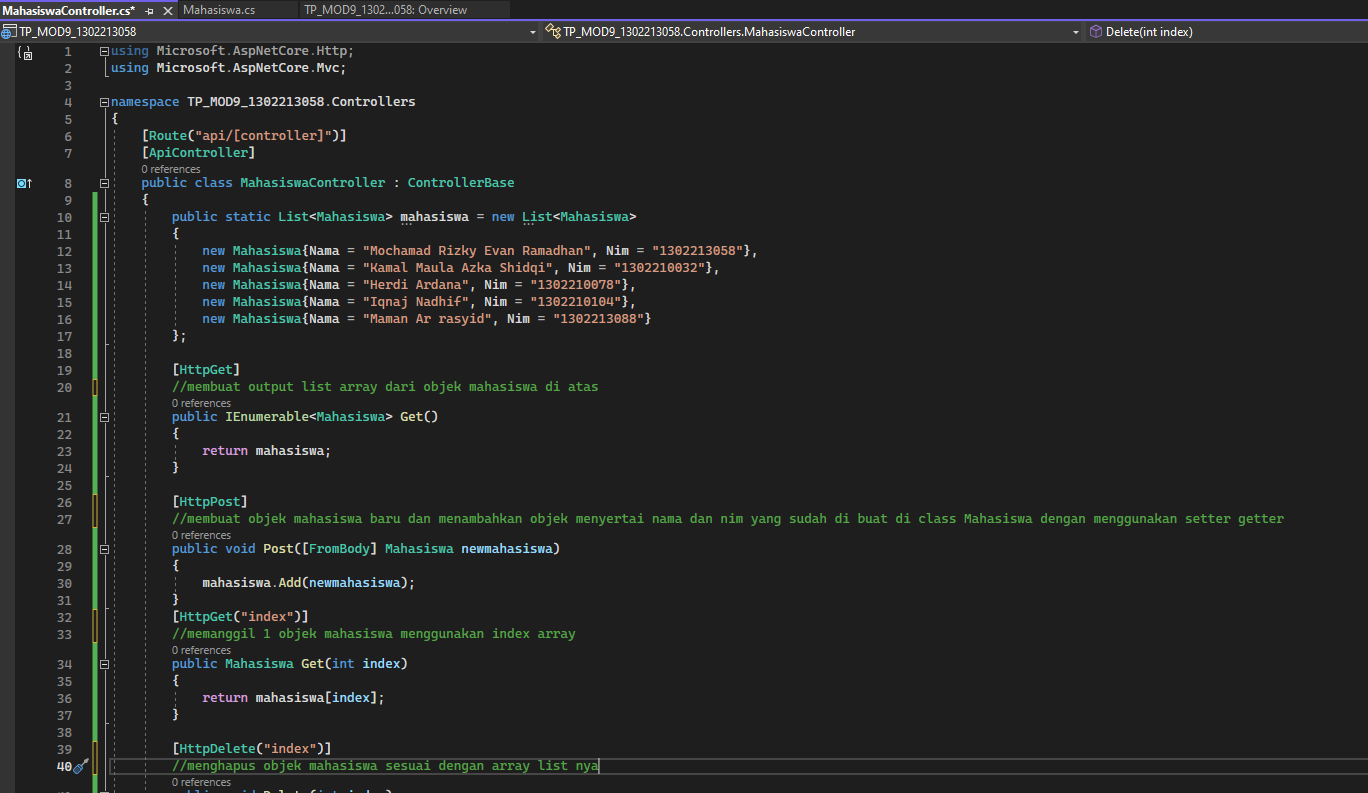 MahasiswaController.cs* Mahasiswa.cs TP_MOD9_1302...058: Overview
TP_MOD9_1302213058 TP_MOD9_1302213058.Controllers.MahasiswaController Delete(int index)
1 using Microsoft.AspNetCore.Http;
2 using Microsoft.AspNetCore.Mvc;
3
4 namespace TP_MOD9_1302213058.Controllers
5 {
6 [Route("api/[controller]")]
7 [ApiController]
0 references
8 public class MahasiswaController : ControllerBase
9 {
10 public static List<Mahasiswa> mahasiswa = new List<Mahasiswa>
11 {
12 new Mahasiswa{Nama = "Mochamad Rizky Evan Ramadhan", Nim = "1302213058"},
13 new Mahasiswa{Nama = "Kamal Maula Azka Shidqi", Nim = "1302210032"},
14 new Mahasiswa{Nama = "Herdi Ardana", Nim = "1302210078"},
15 new Mahasiswa{Nama = "Iqnaj Nadhif", Nim = "1302210104"},
16 new Mahasiswa{Nama = "Maman Ar rasyid", Nim = "1302213088"}
17 };
18
19 [HttpGet]
20 //membuat output list array dari objek mahasiswa di atas
0 references
21 public IEnumerable<Mahasiswa> Get()
22 {
23 return mahasiswa;
24 }
25
26 [HttpPost]
27 //membuat objek mahasiswa baru dan menambahkan objek menyertai nama dan nim yang sudah di buat di class Mahasiswa dengan menggunakan setter getter
0 references
28 public void Post([FromBody] Mahasiswa newmahasiswa)
29 {
30 mahasiswa.Add(newmahasiswa);
31 }
32 [HttpGet("index")]
33 //memanggil 1 objek mahasiswa menggunakan index array
0 references
34 public Mahasiswa Get(int index)
35 {
36 return mahasiswa[index];
37 }
38
39 [HttpDelete("index")]
40 //menghapus objek mahasiswa sesuai dengan array list nya
0 references